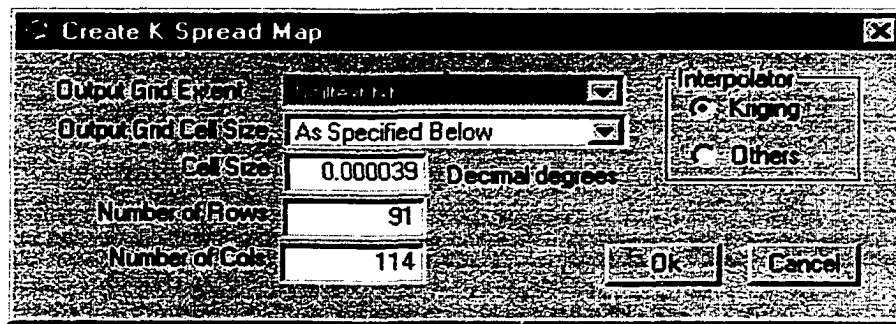 Create K Spread Map
Output Grid Extent
Output Grid Cell Size As Specified Below
Cell Size 0.000039 Decimal degrees
Number of Rows 91
Number of Cols 114
Interpolator
Kriging
Others
Ok Cancel